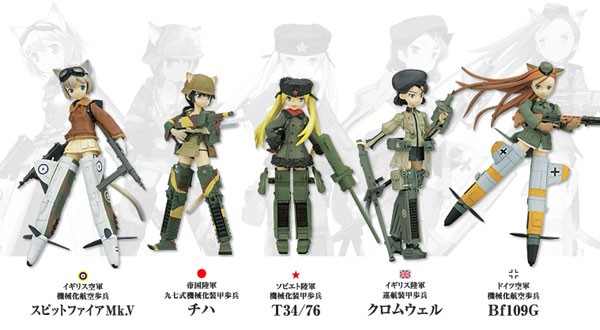 イギリス空軍
機械化航空歩兵
スピットファイアMk.V
帝国陸軍
九七式機械化装甲歩兵
チハ
ソビエト陸軍
機械化装甲歩兵
T34/76
イギリス陸軍
巡航装甲歩兵
クロムウェル
ドイツ空軍
機械化航空歩兵
Bf109G